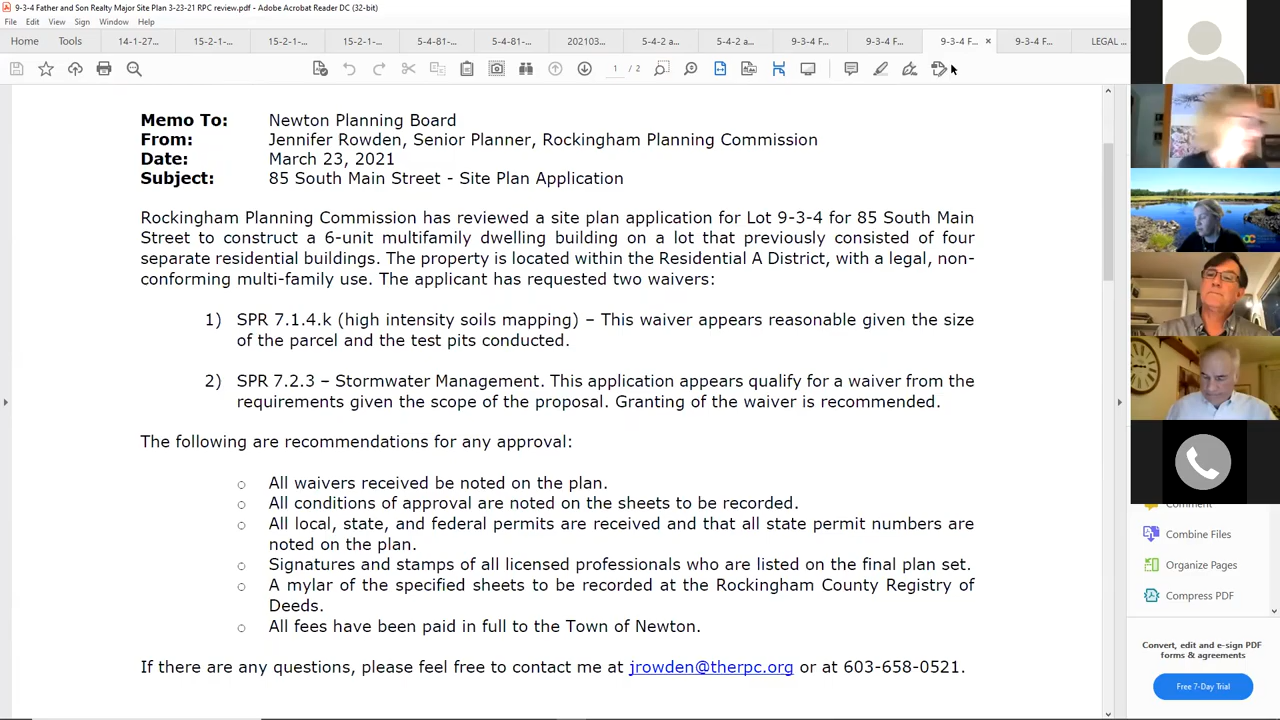 9-3-4 Father and Son Realty Major Site Plan 3-23-21 RPC review.pdf - Adobe Acrobat Reader DC (32-bit)
File Edit View Sign Window Help
Home Tools 14-1-27... 15-2-1-... 15-2-1-... 15-2-1-... 5-4-81-... 5-4-81-... 202103... 5-4-2 a... 5-4-2 a... 9-3-4 F... 9-3-4 F... 9-3-4 F... × 9-3-4 F... LEGAL ...
1 / 2
Memo To: Newton Planning Board
From: Jennifer Rowden, Senior Planner, Rockingham Planning Commission
Date: March 23, 2021
Subject: 85 South Main Street - Site Plan Application
Rockingham Planning Commission has reviewed a site plan application for Lot 9-3-4 for 85 South Main
Street to construct a 6-unit multifamily dwelling building on a lot that previously consisted of four
separate residential buildings. The property is located within the Residential A District, with a legal, non-
conforming multi-family use. The applicant has requested two waivers:
1) SPR 7.1.4.k (high intensity soils mapping) – This waiver appears reasonable given the size
of the parcel and the test pits conducted.
2) SPR 7.2.3 – Stormwater Management. This application appears qualify for a waiver from the
requirements given the scope of the proposal. Granting of the waiver is recommended.
The following are recommendations for any approval:
○ All waivers received be noted on the plan.
○ All conditions of approval are noted on the sheets to be recorded.
○ All local, state, and federal permits are received and that all state permit numbers are
noted on the plan.
○ Signatures and stamps of all licensed professionals who are listed on the final plan set.
○ A mylar of the specified sheets to be recorded at the Rockingham County Registry of
Deeds.
○ All fees have been paid in full to the Town of Newton.
If there are any questions, please feel free to contact me at jrowden@therpc.org or at 603-658-0521.
Comment
Combine Files
Organize Pages
Compress PDF
Convert, edit and e-sign PDF
forms & agreements
Free 7-Day Trial